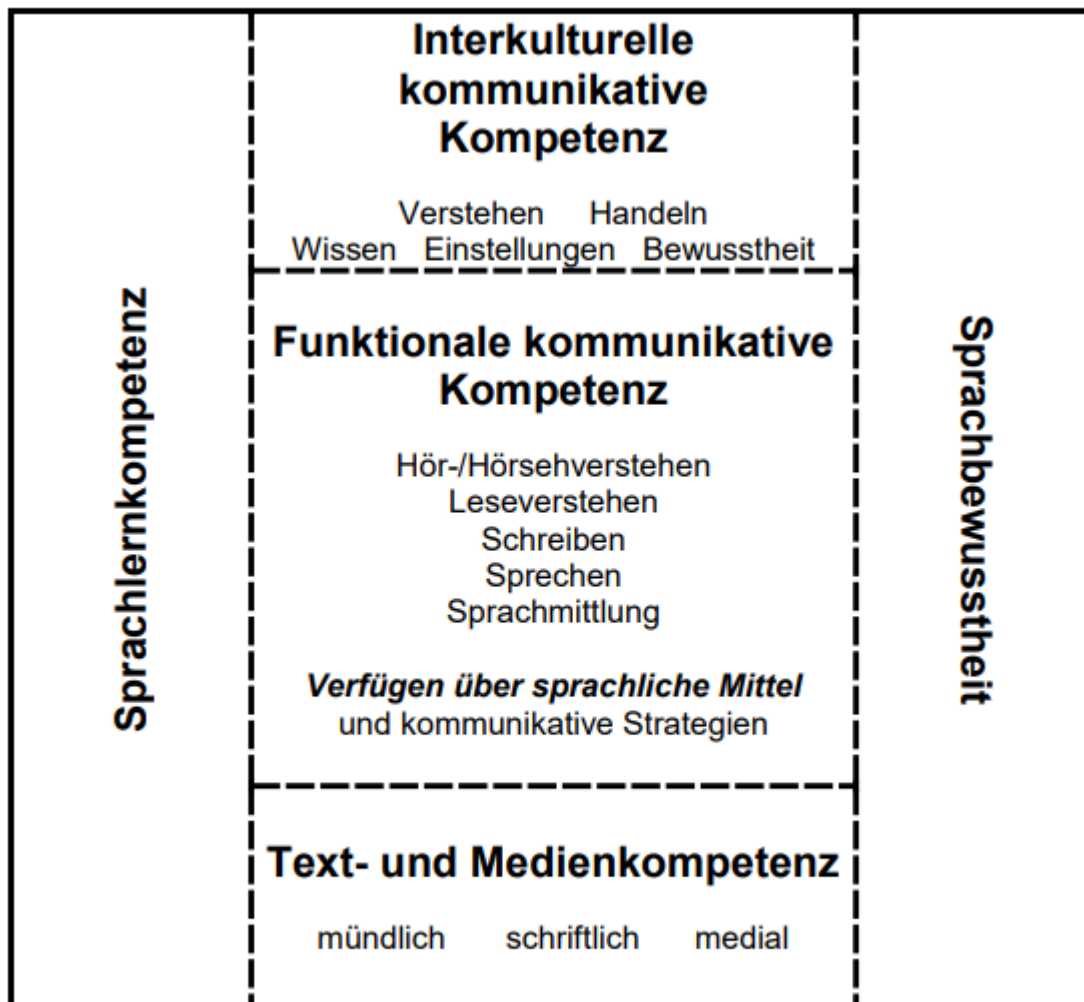 Interkulturelle
kommunikative
Kompetenz
Verstehen Handeln
Wissen Einstellungen Bewusstheit
Sprachlernkompetenz
Funktionale kommunikative
Kompetenz
Hör-/Hörsehverstehen
Leseverstehen
Schreiben
Sprechen
Sprachmittlung
Verfügen über sprachliche Mittel
und kommunikative Strategien
Sprachbewusstheit
Text- und Medienkompetenz
mündlich schriftlich medial